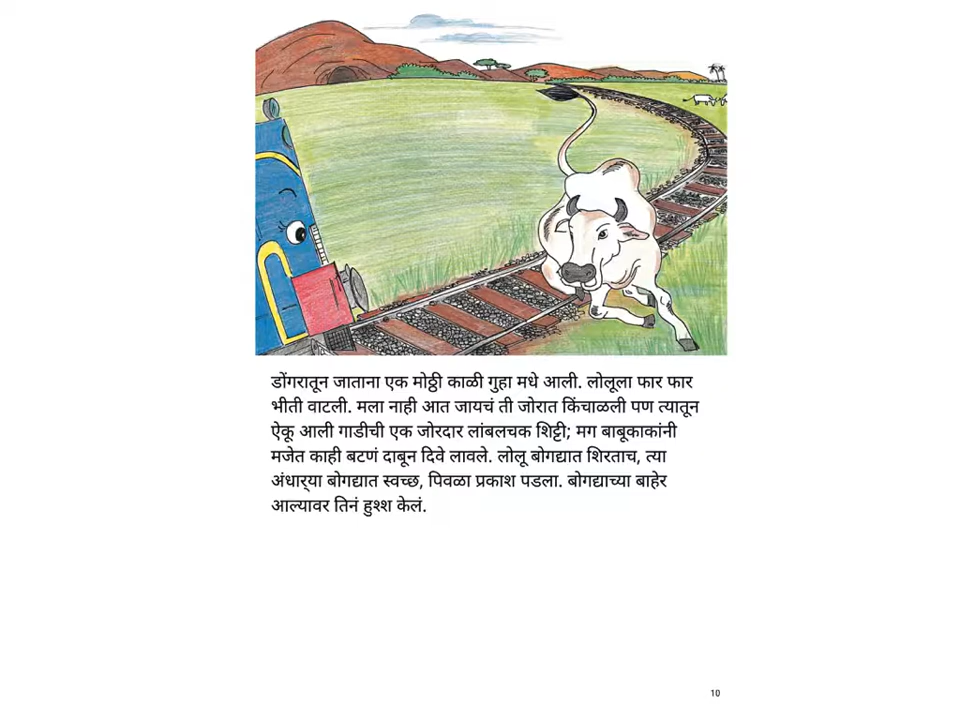 डोंगरातून जाताना एक मोठ्ठी काळी गुहा मधे आली. लोलूला फार फार
भीती वाटली. मला नाही आत जायचं ती जोरात किंचाळली पण त्यातून
ऐकू आली गाडीची एक जोरदार लांबलचक शिट्टी; मग बाबूकाकांनी
मजेत काही बटणं दाबून दिवे लावले. लोलू बोगद्यात शिरताच, त्या
अंधाऱ्या बोगद्यात स्वच्छ, पिवळा प्रकाश पडला. बोगद्याच्या बाहेर
आल्यावर तिनं हुश्श केलं.
10